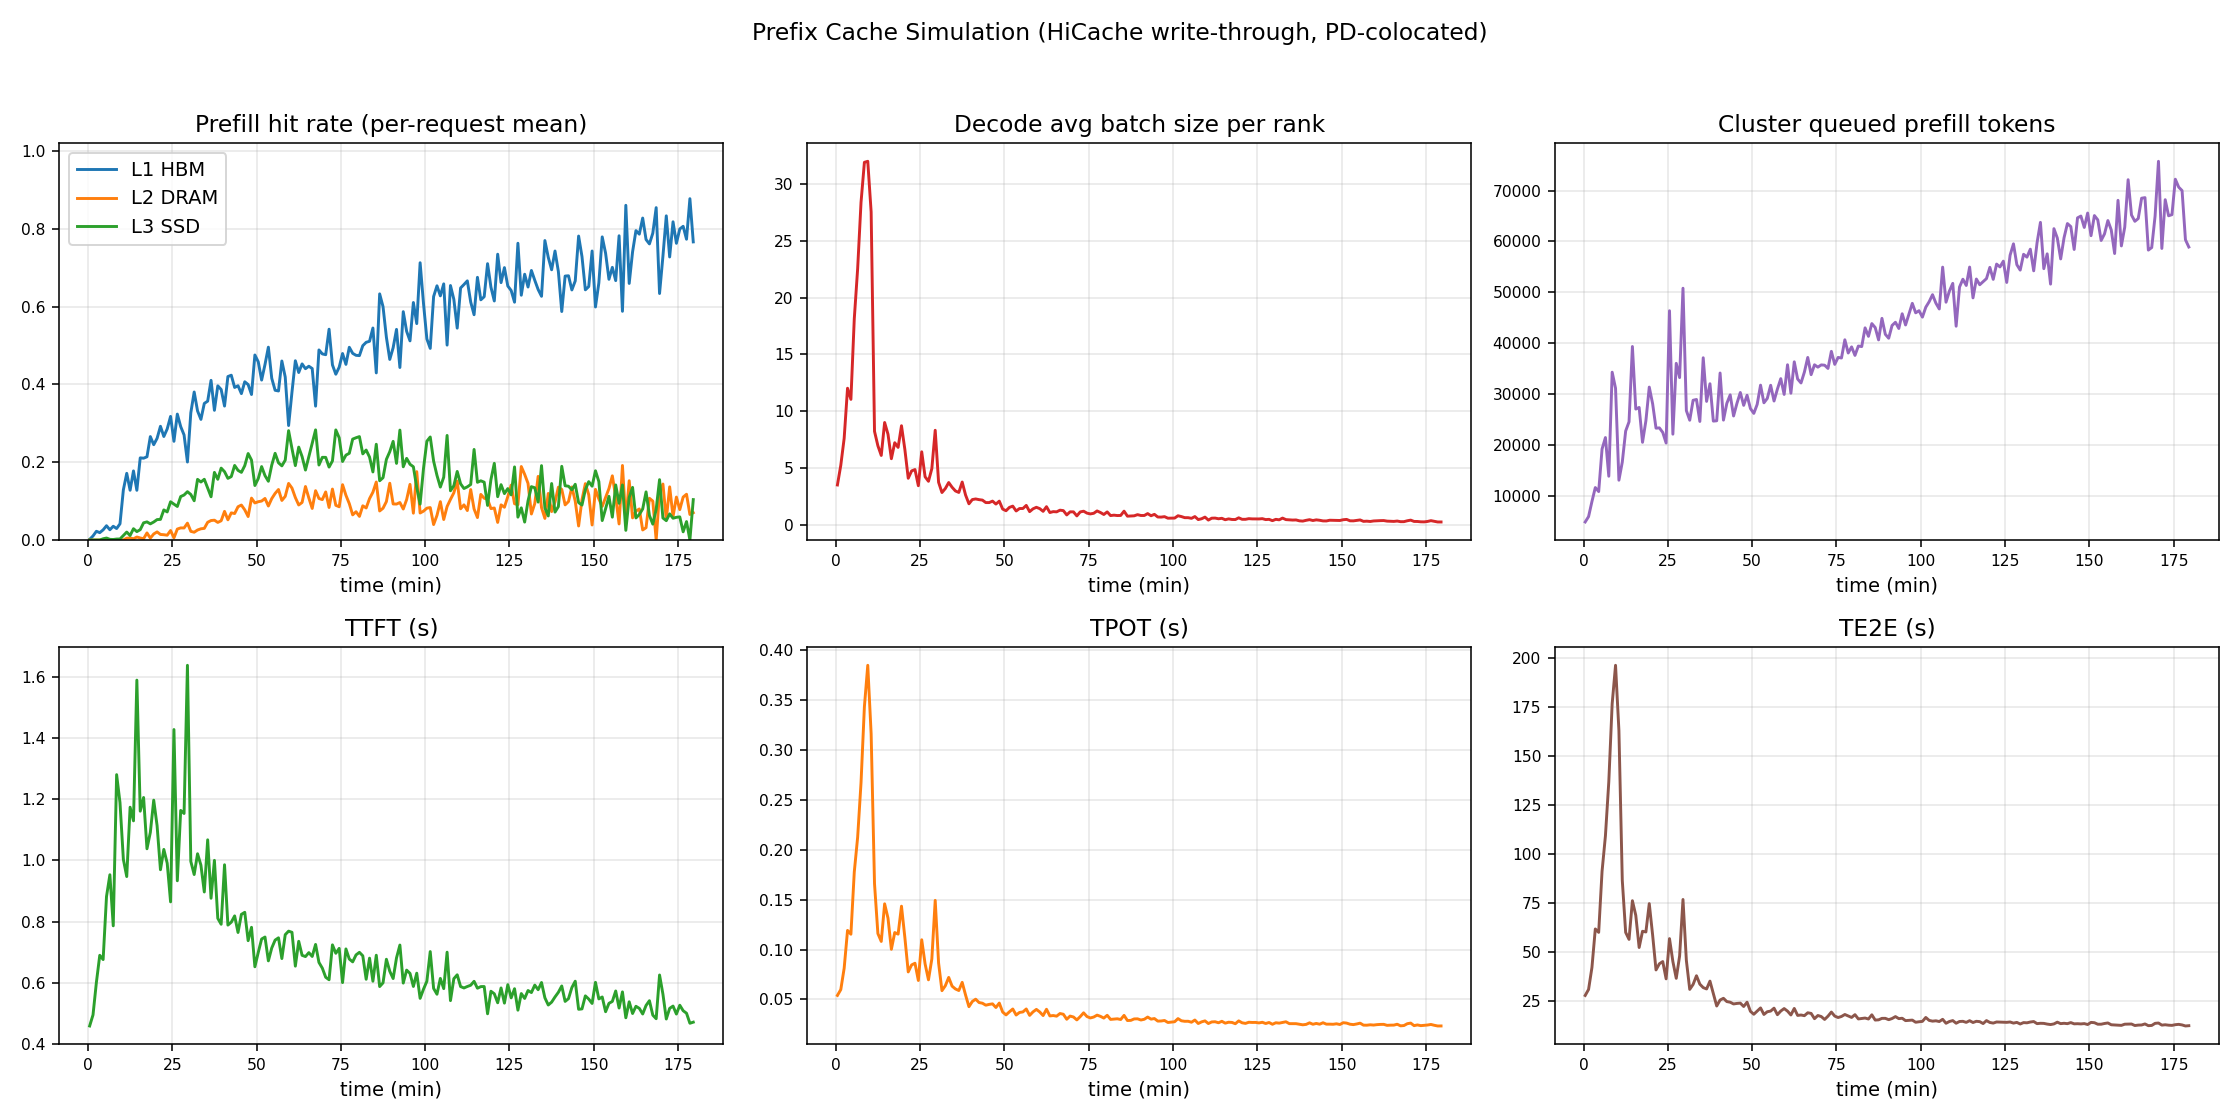 Prefix Cache Simulation (HiCache write-through, PD-colocated)
Prefill hit rate (per-request mean)
1.0
0.8
0.6
0.4
0.2
0.0
L1 HBM
L2 DRAM
L3 SSD
0 25 50 75 100 125 150 175
time (min)
Decode avg batch size per rank
30
25
20
15
10
5
0
0 25 50 75 100 125 150 175
time (min)
Cluster queued prefill tokens
70000
60000
50000
40000
30000
20000
10000
0 25 50 75 100 125 150 175
time (min)
TTFT (s)
1.6
1.4
1.2
1.0
0.8
0.6
0.4
0 25 50 75 100 125 150 175
time (min)
TPOT (s)
0.40
0.35
0.30
0.25
0.20
0.15
0.10
0.05
0 25 50 75 100 125 150 175
time (min)
TE2E (s)
200
175
150
125
100
75
50
25
0 25 50 75 100 125 150 175
time (min)